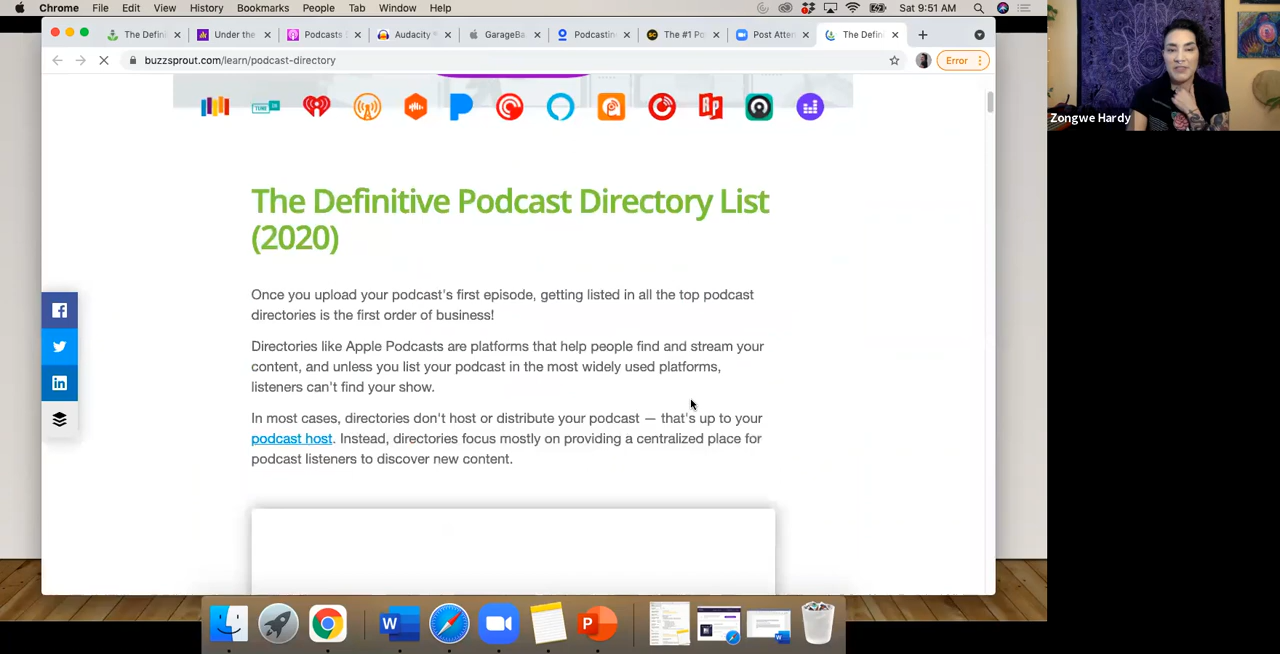 Chrome File Edit View History Bookmarks People Tab Window Help Sat 9:51 AM
The Defini Under the Podcasts Audacity GarageBa Podcasting The #1 Po Post Atten The Defin
buzzsprout.com/learn/podcast-directory Error
Zongwe Hardy
TUNE IN
The Definitive Podcast Directory List
(2020)
Once you upload your podcast's first episode, getting listed in all the top podcast
directories is the first order of business!
Directories like Apple Podcasts are platforms that help people find and stream your
content, and unless you list your podcast in the most widely used platforms,
listeners can't find your show.
In most cases, directories don't host or distribute your podcast — that's up to your
podcast host. Instead, directories focus mostly on providing a centralized place for
podcast listeners to discover new content.